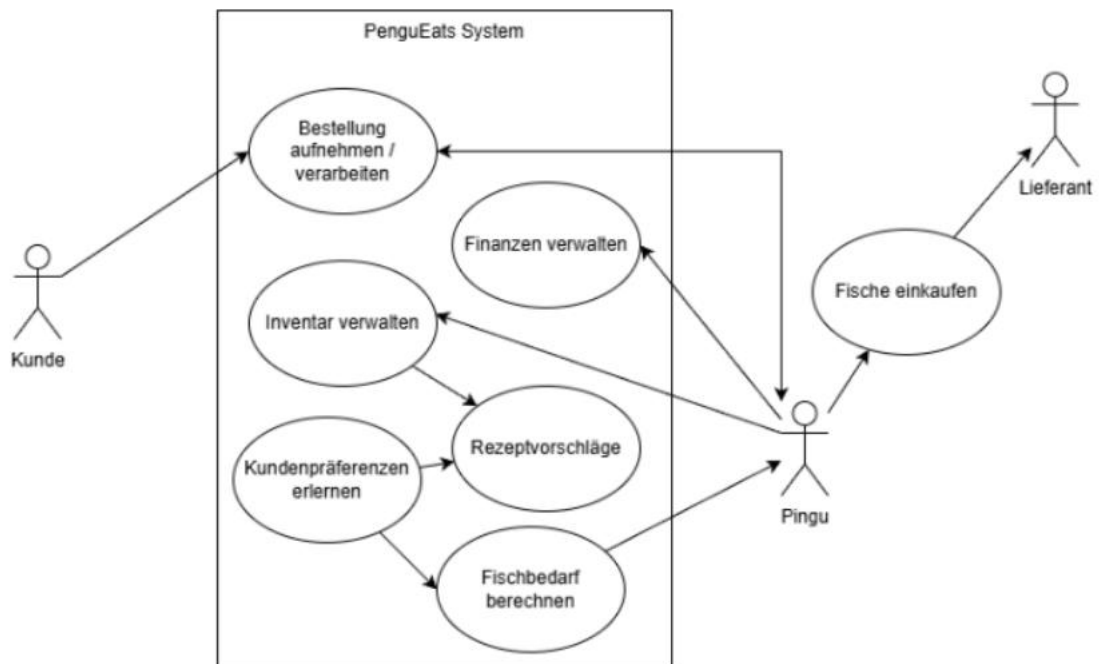 PenguEats System
Bestellung
aufnehmen /
verarbeiten
Lieferant
Finanzen verwalten
Fische einkaufen
Inventar verwalten
Kunde
Rezeptvorschläge
Kundenpräferenzen
erlernen
Pingu
Fischbedarf
berechnen